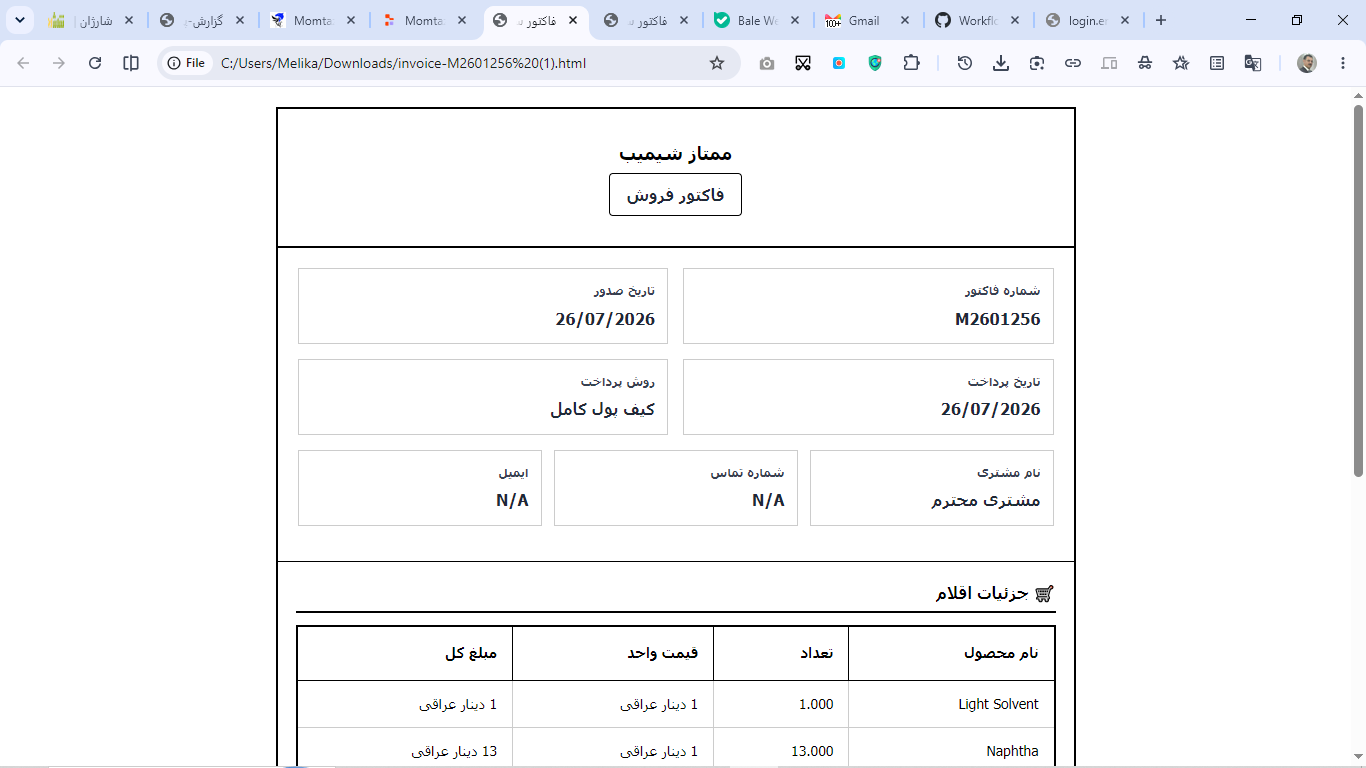 شارژان
گزارش-
Momta
Momta
فاکتور
فاکتور
Bale We
Gmail
Workflo
login.er
File
C:/Users/Melika/Downloads/invoice-M2601256%20(1).html
ممتاز شیمیب
فاکتور فروش
شماره فاکتور
M2601256
تاریخ صدور
26/07/2026
تاریخ پرداخت
26/07/2026
روش پرداخت
کیف پول کامل
نام مشتری
مشتری محترم
شماره تماس
N/A
ایمیل
N/A
جزئیات اقلام
نام محصول تعداد قیمت واحد مبلغ کل
Light Solvent 1.000 1 دینار عراقی 1 دینار عراقی
Naphtha 13.000 1 دینار عراقی 13 دینار عراقی